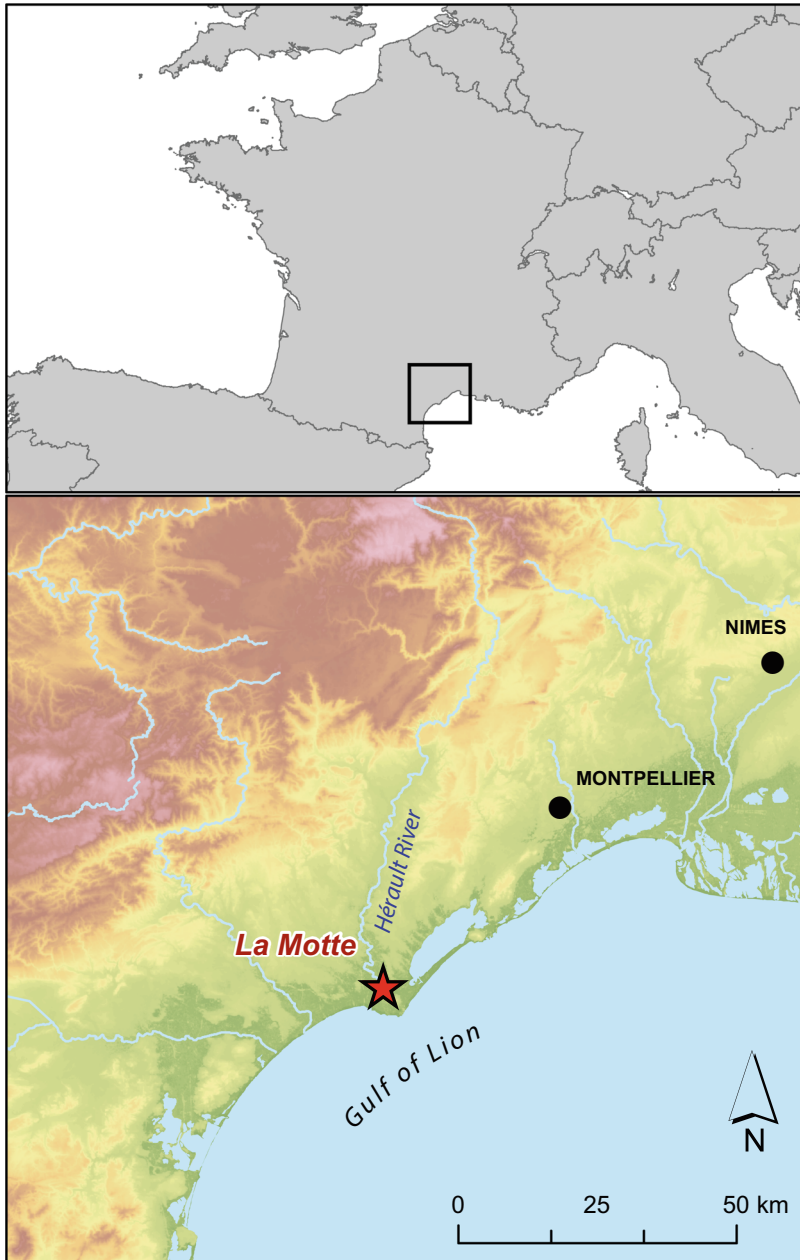 NIMES
MONTPELLIER
Hérault River
La Motte
Gulf of Lion
N
0 25 50 km